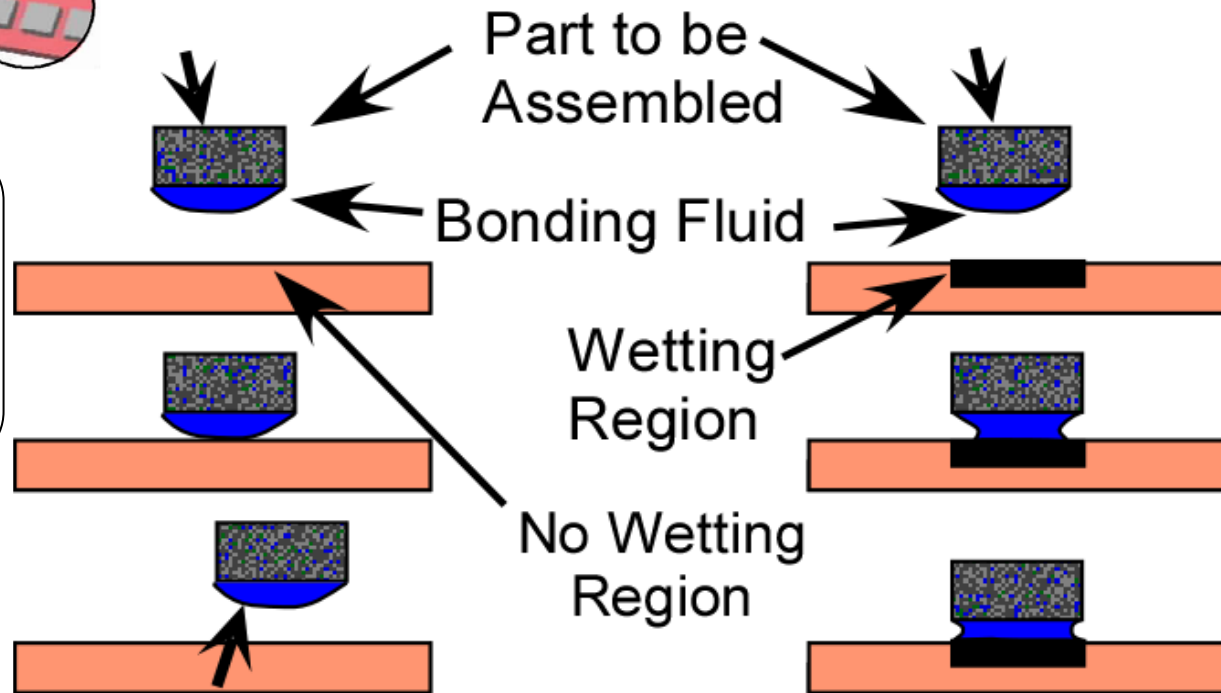 Part to be
Assembled
Bonding Fluid
Wetting
Region
No Wetting
Region